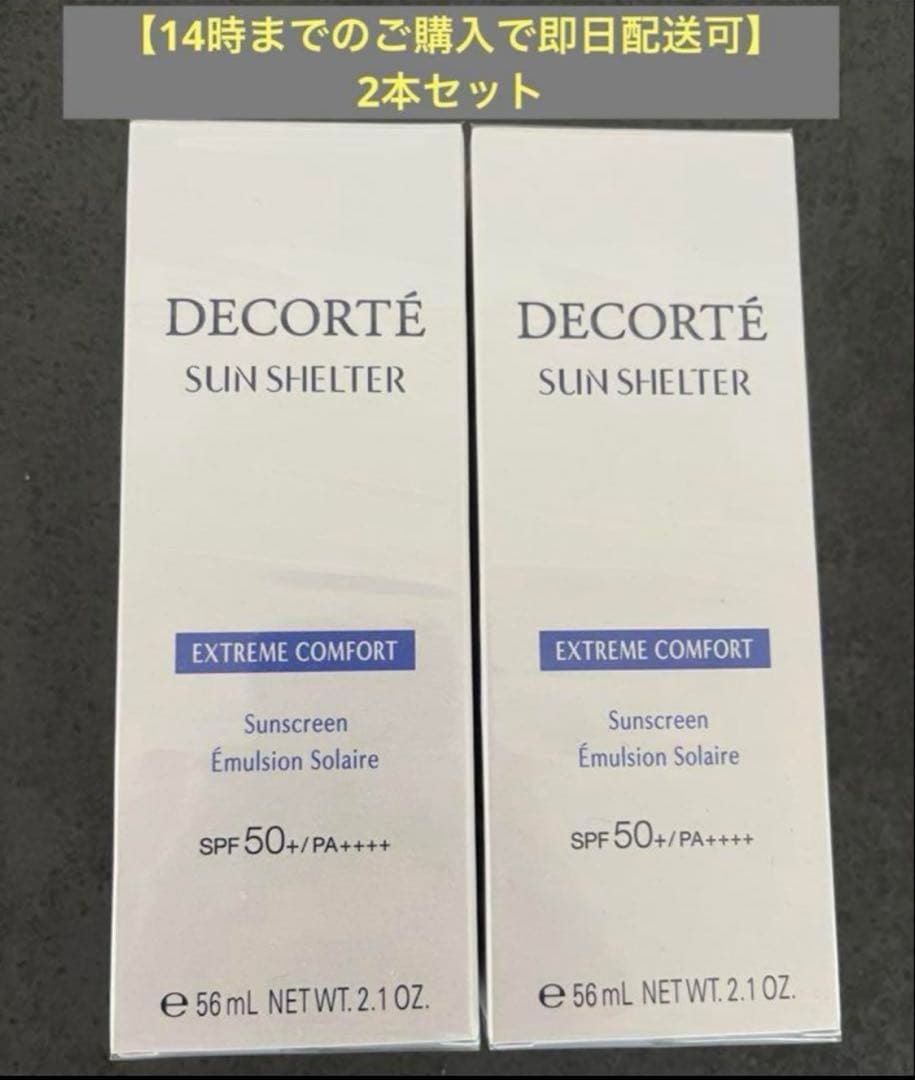 【14時までのご購入で即日配送可】
2本セット
DECORTÉ
SUN SHELTER
EXTREME COMFORT
Sunscreen
Émulsion Solaire
SPF 50+/PA++++
℮ 56 mL NET WT. 2.1 OZ.
DECORTÉ
SUN SHELTER
EXTREME COMFORT
Sunscreen
Émulsion Solaire
SPF 50+/PA++++
℮ 56 mL NET WT. 2.1 OZ.